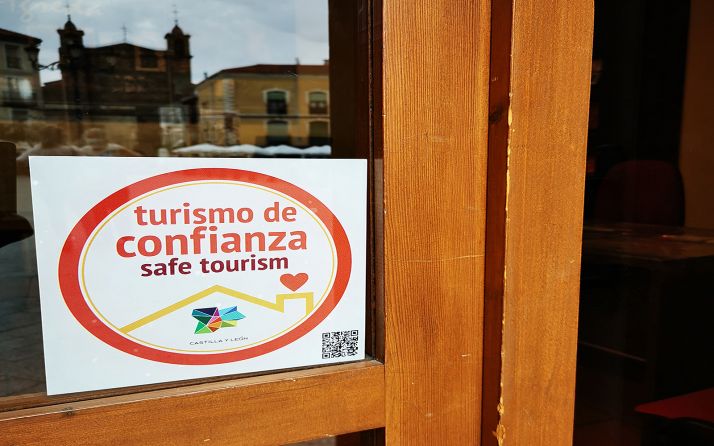 turismo de
confianza
safe tourism
CASTILLA Y LEÓN